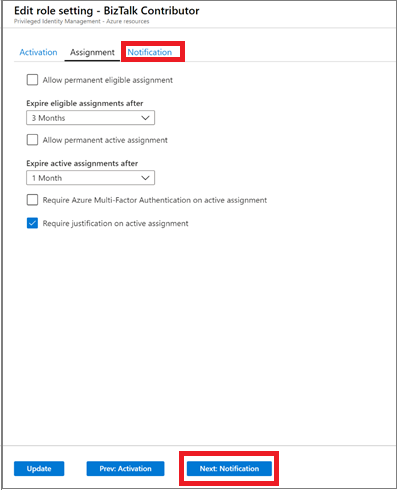 Edit role setting - BizTalk Contributor
Privileged Identity Management - Azure resources
Activation Assignment Notification
Allow permanent eligible assignment
Expire eligible assignments after
3 Months
Allow permanent active assignment
Expire active assignments after
1 Month
Require Azure Multi-Factor Authentication on active assignment
Require justification on active assignment
Update Prev: Activation Next: Notification